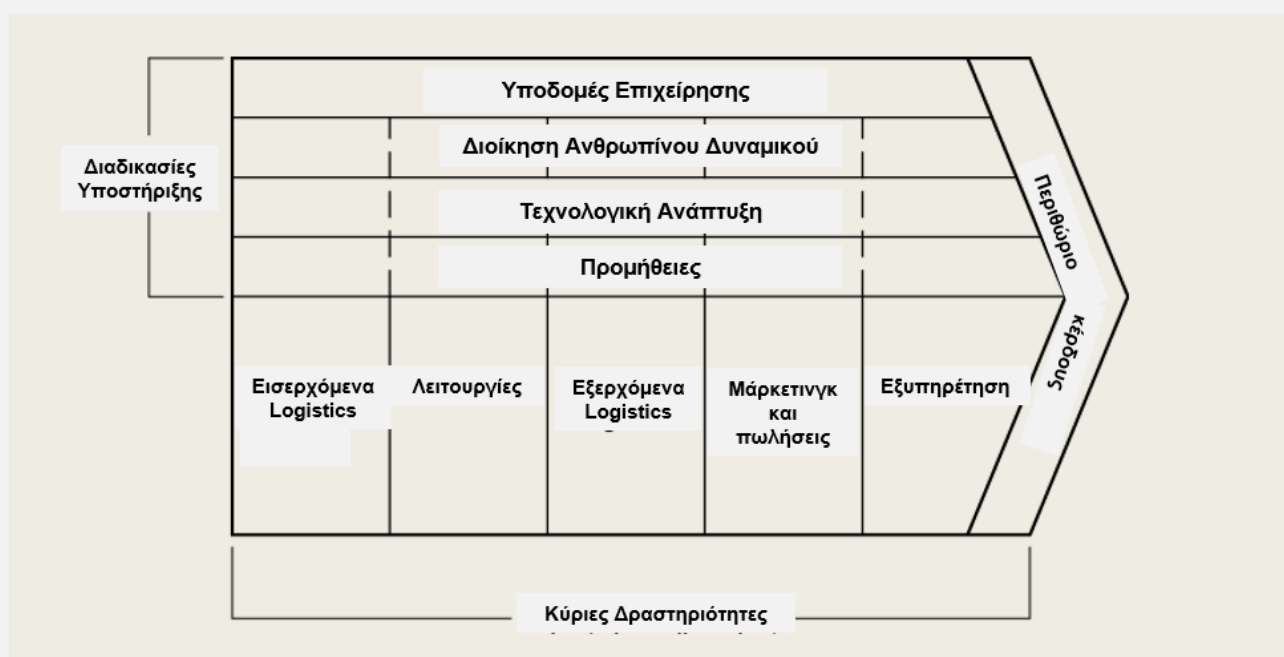 Υποδομές Επιχείρησης
Διοίκηση Ανθρωπίνου Δυναμικού
Διαδικασίες
Υποστήριξης
Τεχνολογική Ανάπτυξη
Προμήθειες
Περιθώριο
κέρδους
Εισερχόμενα
Logistics
Λειτουργίες
Εξερχόμενα
Logistics
Μάρκετινγκ
και
πωλήσεις
Εξυπηρέτηση
Κύριες Δραστηριότητες